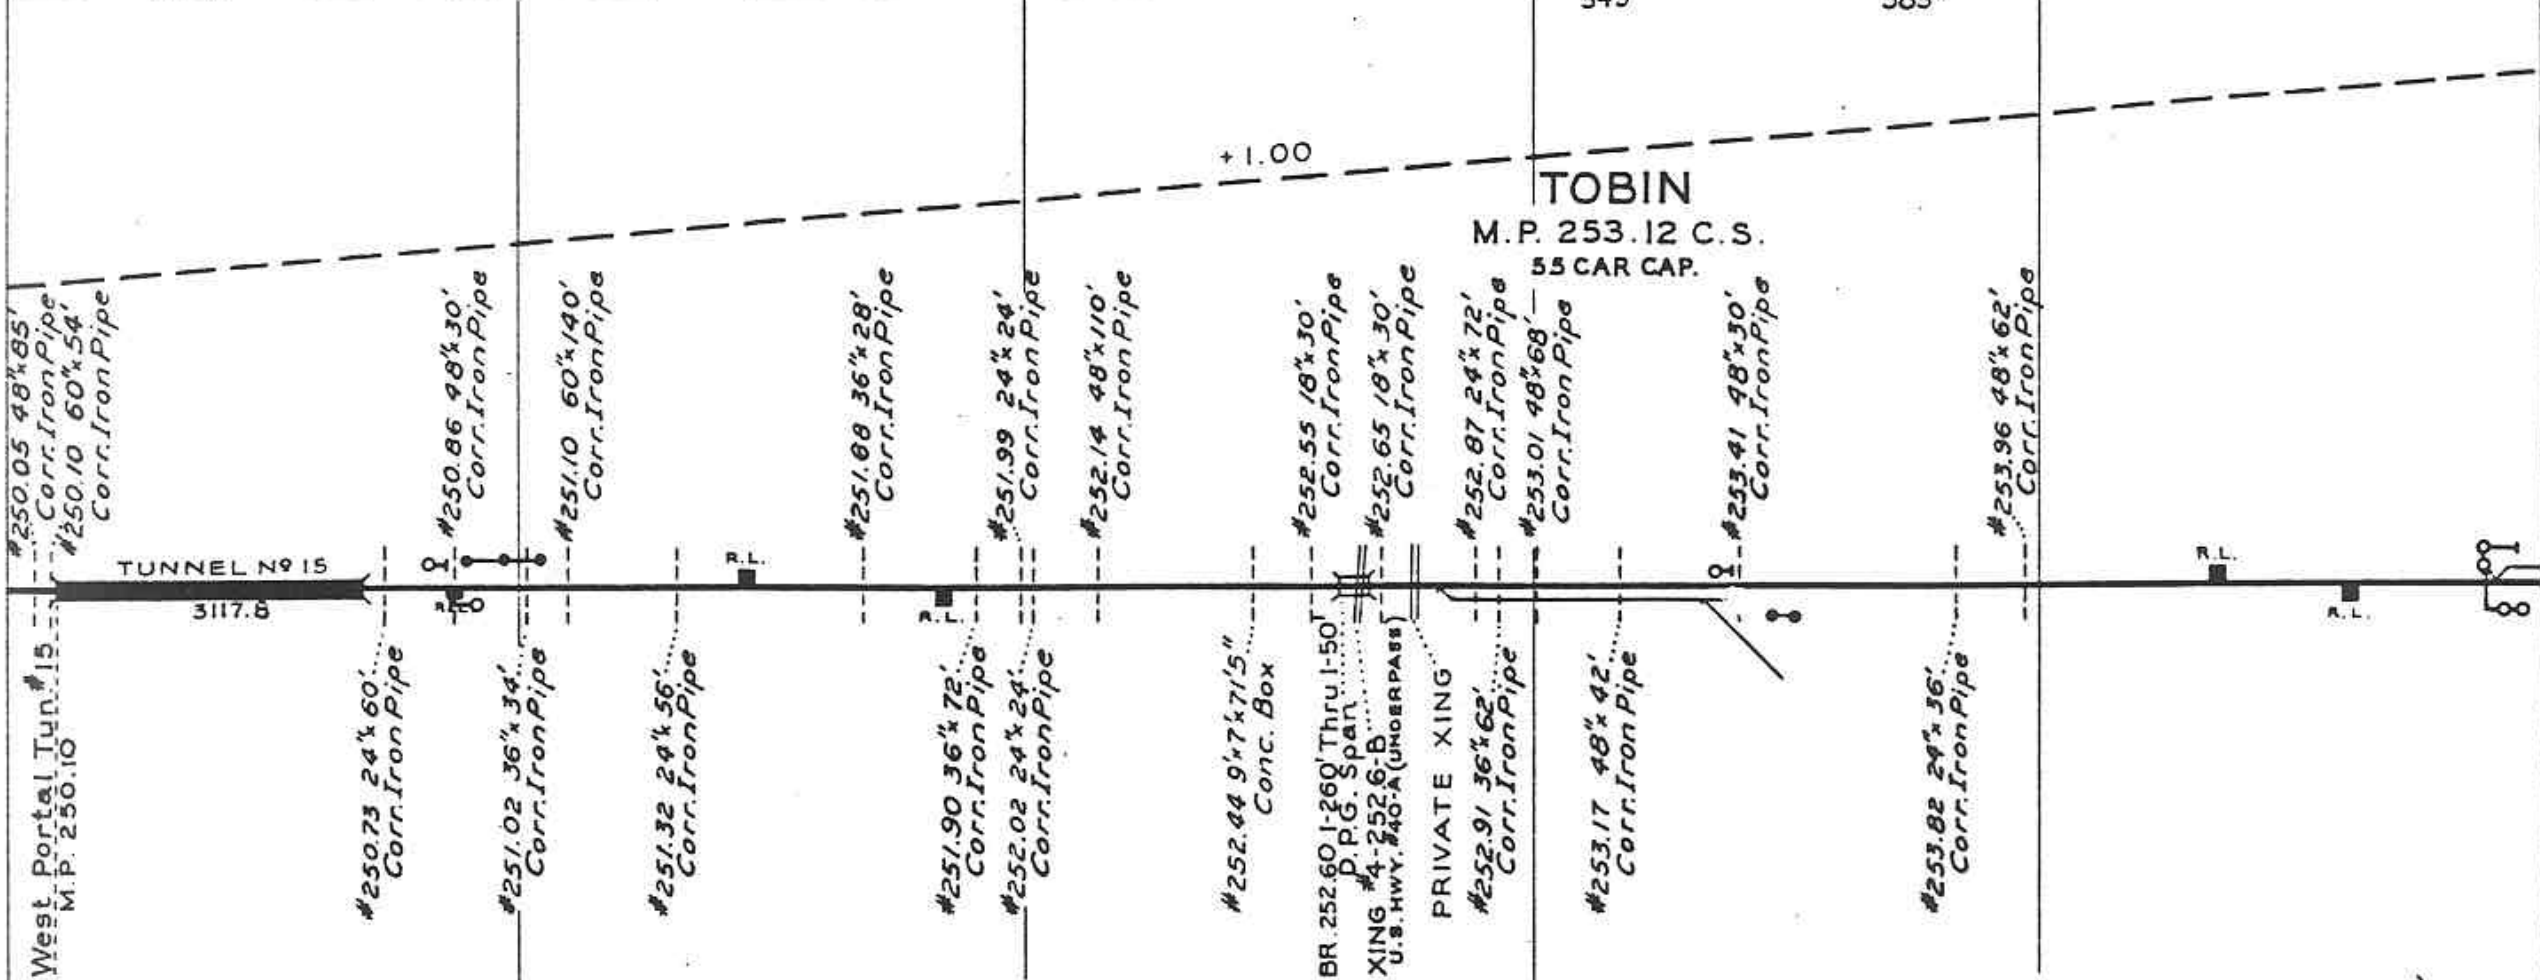 +1.00
TOBIN
M.P. 253.12 C.S.
55 CAR CAP.
#250.05 48"x85'
Corr. Iron Pipe
#250.10 60"x54'
Corr. Iron Pipe
#250.86 48"x30'
Corr. Iron Pipe
#251.10 60"x140'
Corr. Iron Pipe
#251.88 36"x28'
Corr. Iron Pipe
#251.99 24"x24'
Corr. Iron Pipe
#252.14 48"x110'
Corr. Iron Pipe
#252.55 18"x30'
Corr. Iron Pipe
#252.65 18"x30'
Corr. Iron Pipe
#252.87 24"x72'
Corr. Iron Pipe
#253.01 48"x68'
Corr. Iron Pipe
#253.41 48"x30'
Corr. Iron Pipe
#253.96 48"x62'
Corr. Iron Pipe
TUNNEL Nº 15
3117.8
R.L.
R.L.
R.L.
R.L.
West Portal Tun. #15
M.P. 250.10
#250.73 24"x60'
Corr. Iron Pipe
#251.02 36"x34'
Corr. Iron Pipe
#251.32 24"x56'
Corr. Iron Pipe
#251.90 36"x72'
Corr. Iron Pipe
#252.02 24"x24'
Corr. Iron Pipe
#252.44 9'x7'x71'5"
Conc. Box
BR. 252.60 1-260' Thru 1-50'
D.P.G. Span
XING #4-252.6-B
U.S. HWY. #40-A (UNDERPASS)
PRIVATE XING
#252.91 36"x62'
Corr. Iron Pipe
#253.17 48"x42'
Corr. Iron Pipe
#253.82 24"x36'
Corr. Iron Pipe